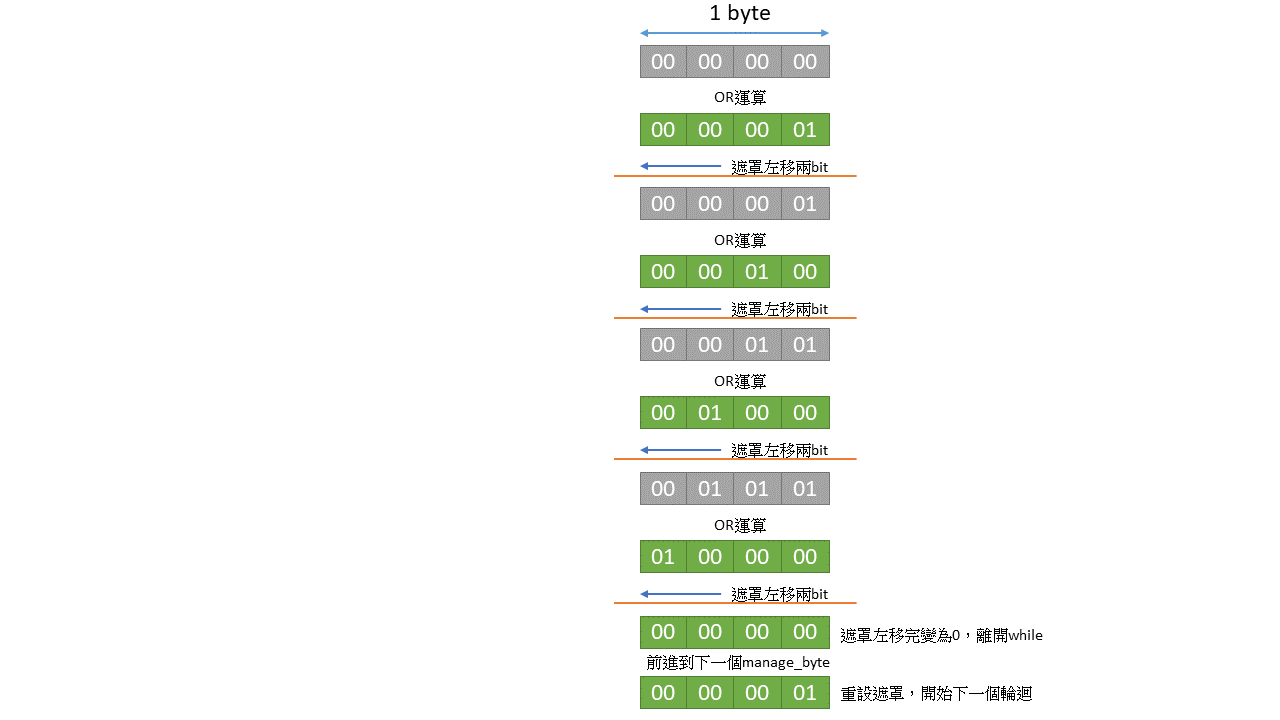 1 byte
00 00 00 00
OR運算
00 00 00 01
遮罩左移兩bit
00 00 00 01
OR運算
00 00 01 00
遮罩左移兩bit
00 00 01 01
OR運算
00 01 00 00
遮罩左移兩bit
00 01 01 01
OR運算
01 00 00 00
遮罩左移兩bit
00 00 00 00 遮罩左移完變為0，離開while
前進到下一個manage_byte
00 00 00 01 重設遮罩，開始下一個輪迴